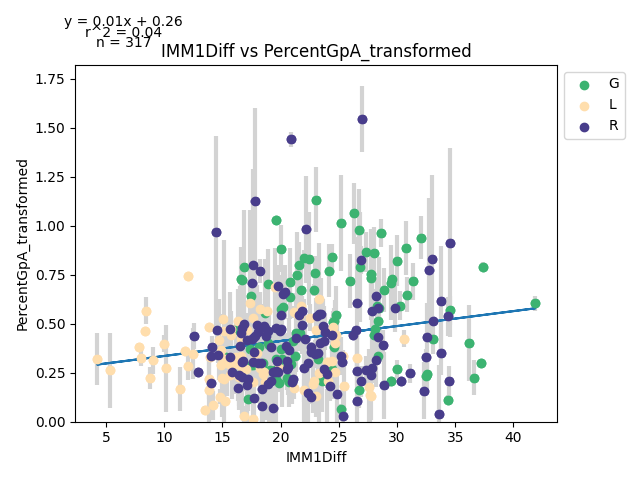 y = 0.01x + 0.26
r^2 = 0.04
n = 317
IMM1Diff vs PercentGpA_transformed
G
L
R
PercentGpA_transformed
1.75
1.50
1.25
1.00
0.75
0.50
0.25
0.00
5 10 15 20 25 30 35 40
IMM1Diff